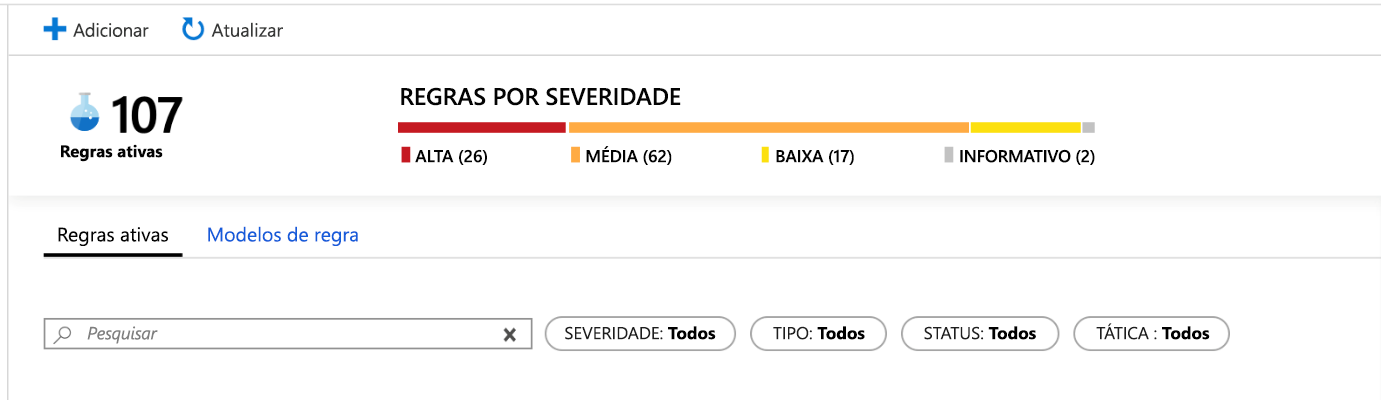 Adicionar Atualizar
107
Regras ativas
REGRAS POR SEVERIDADE
ALTA (26) MÉDIA (62) BAIXA (17) INFORMATIVO (2)
Regras ativas Modelos de regra
Pesquisar SEVERIDADE: Todos TIPO: Todos STATUS: Todos TÁTICA : Todos